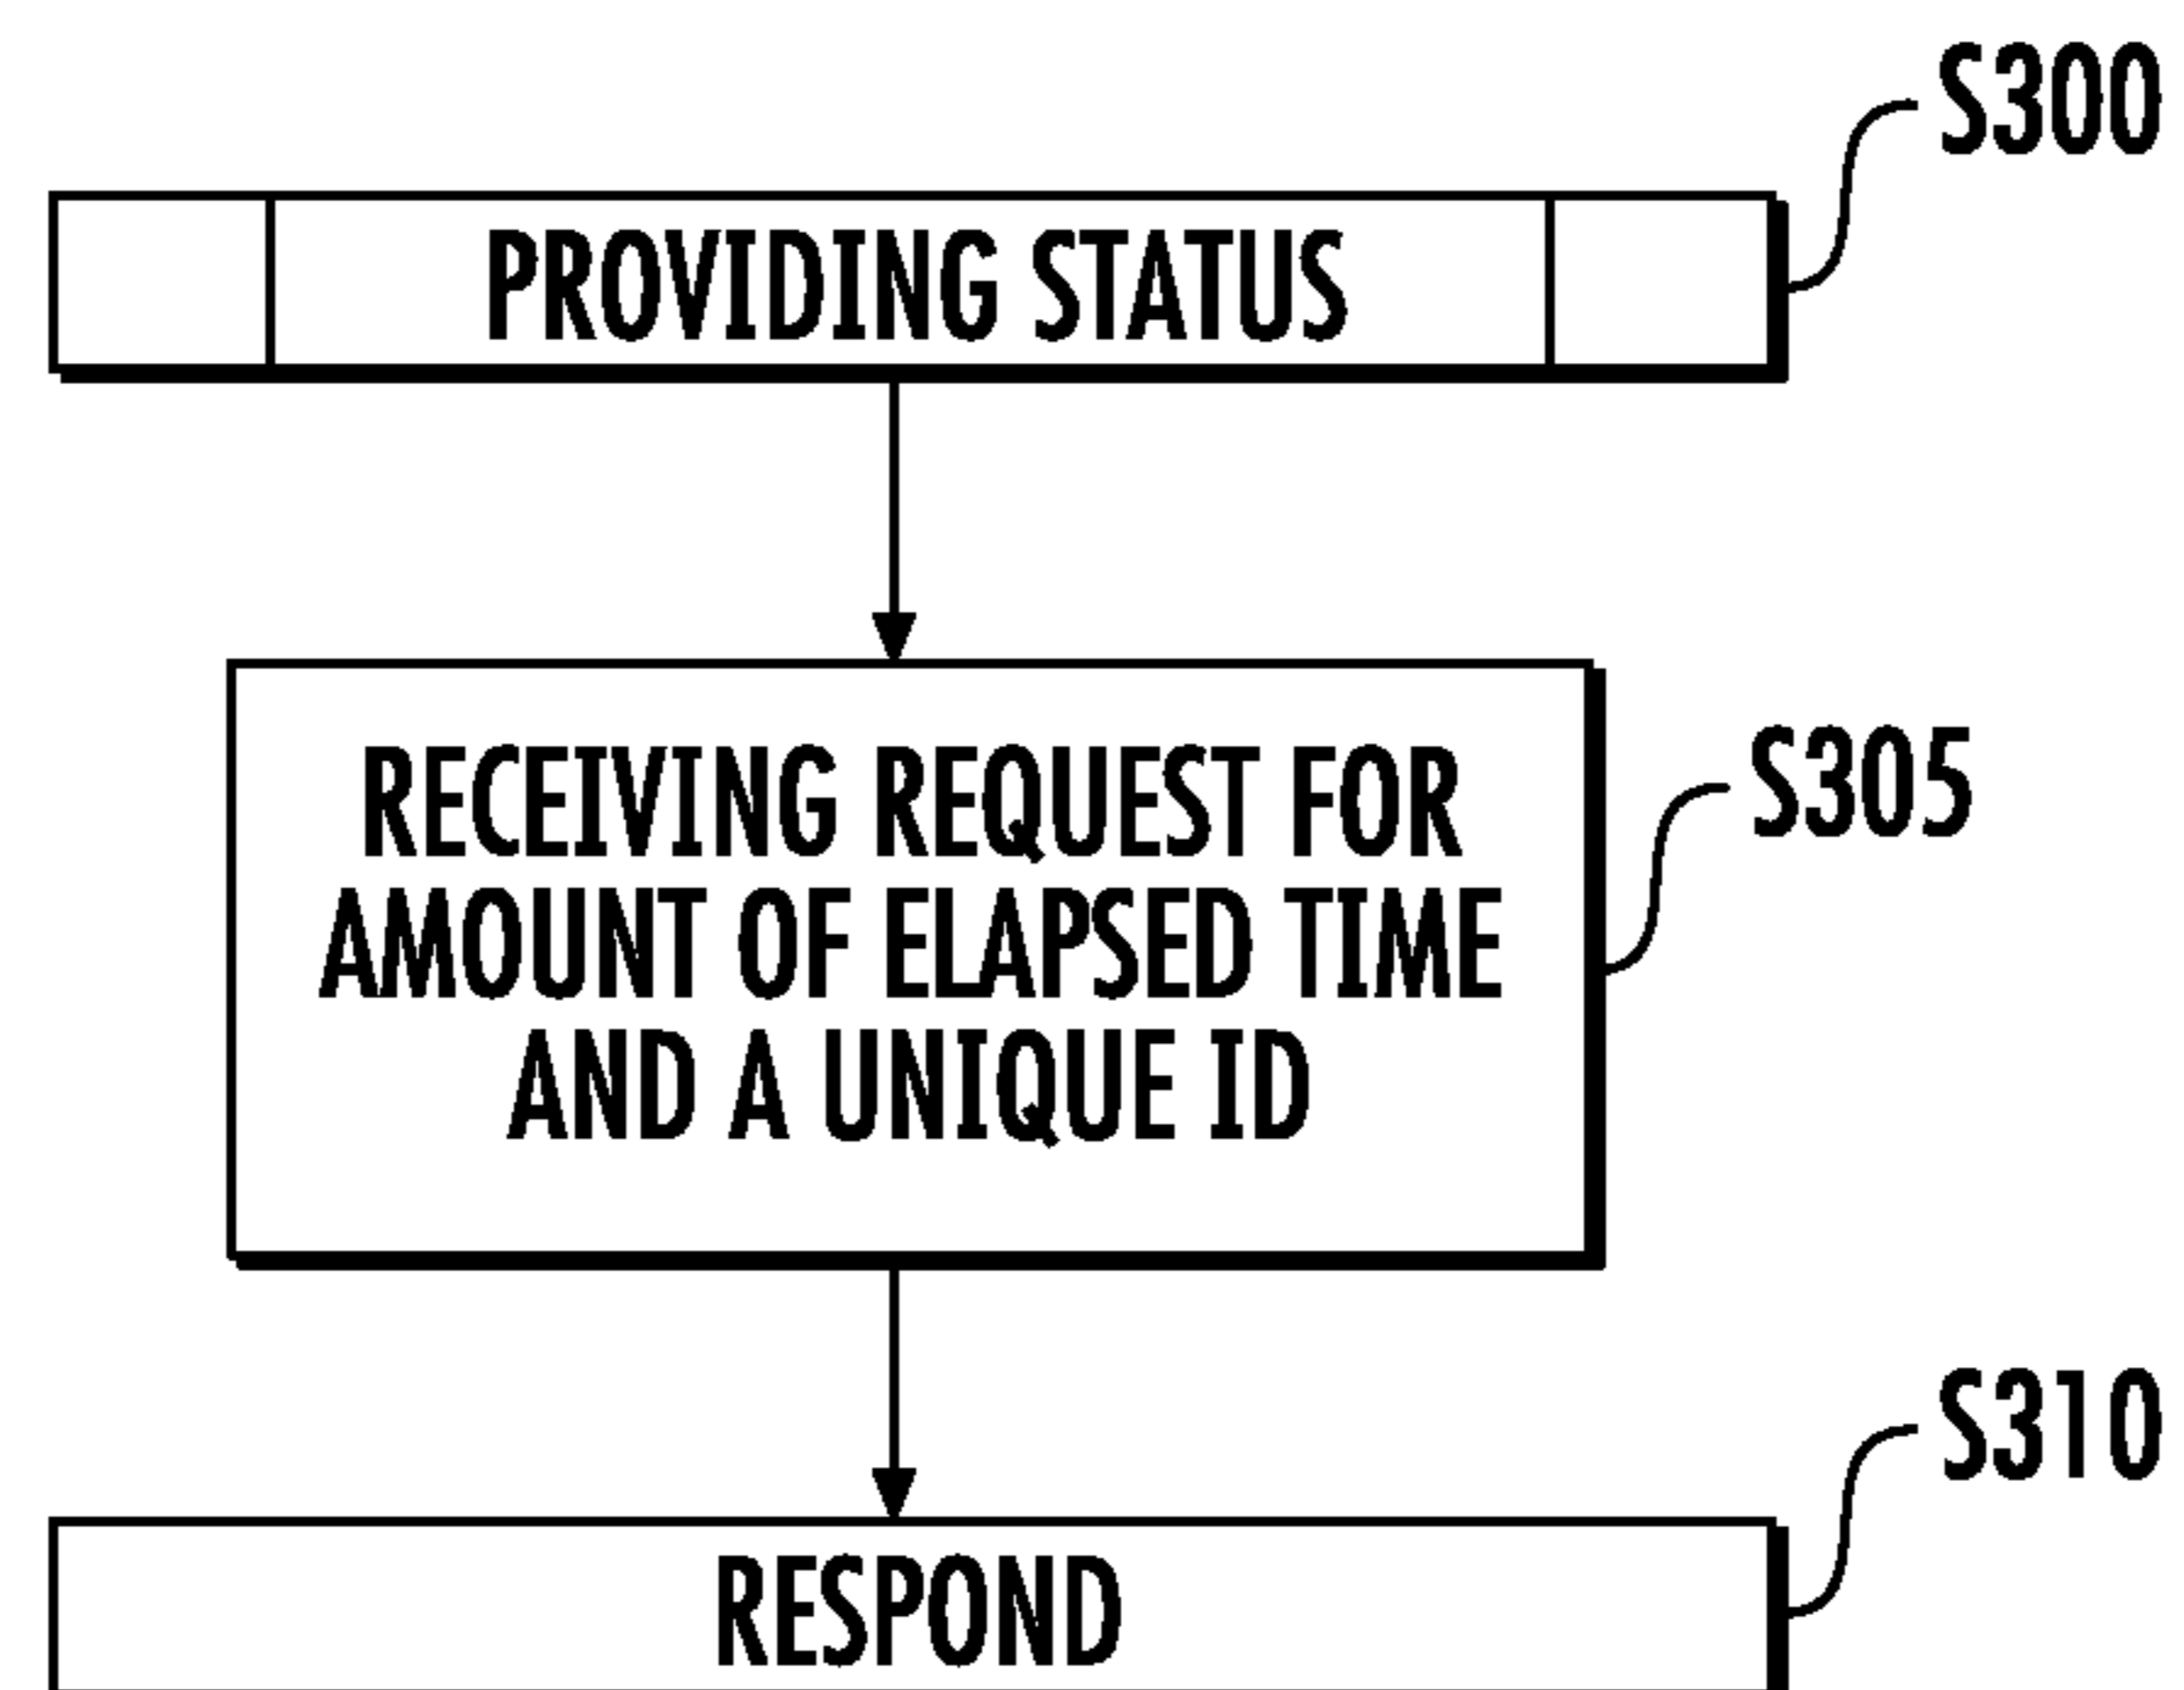 S300
PROVIDING STATUS
RECEIVING REQUEST FOR
AMOUNT OF ELAPSED TIME
AND A UNIQUE ID
S305
S310
RESPOND